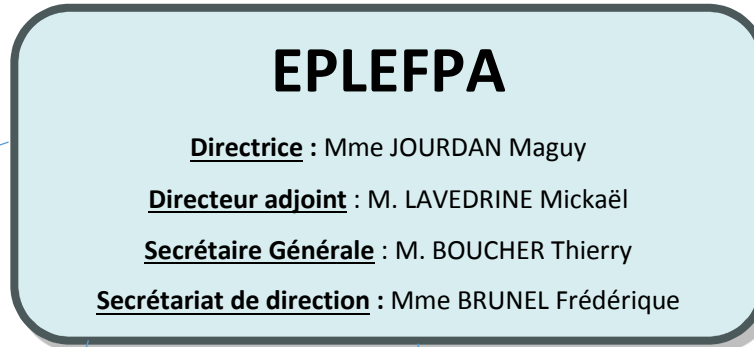 EPLEFPA
Directrice : Mme JOURDAN Maguy
Directeur adjoint : M. LAVEDRINE Mickaël
Secrétaire Générale : M. BOUCHER Thierry
Secrétariat de direction : Mme BRUNEL Frédérique